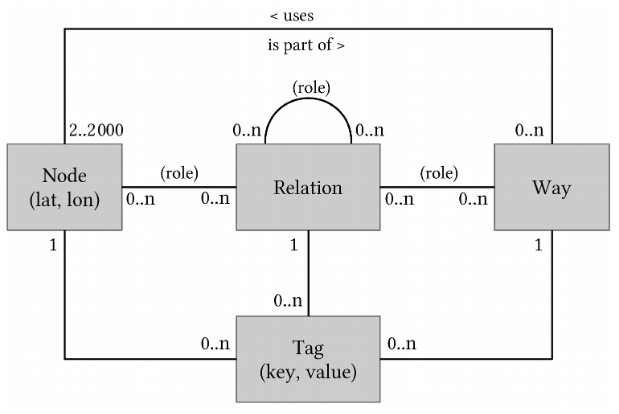 < uses
is part of >
(role)
2..2000
0..n
0..n
0..n
Node
(lat, lon)
(role)
0..n
0..n
Relation
(role)
0..n
0..n
Way
1
1
1
0..n
0..n
Tag
(key, value)
0..n